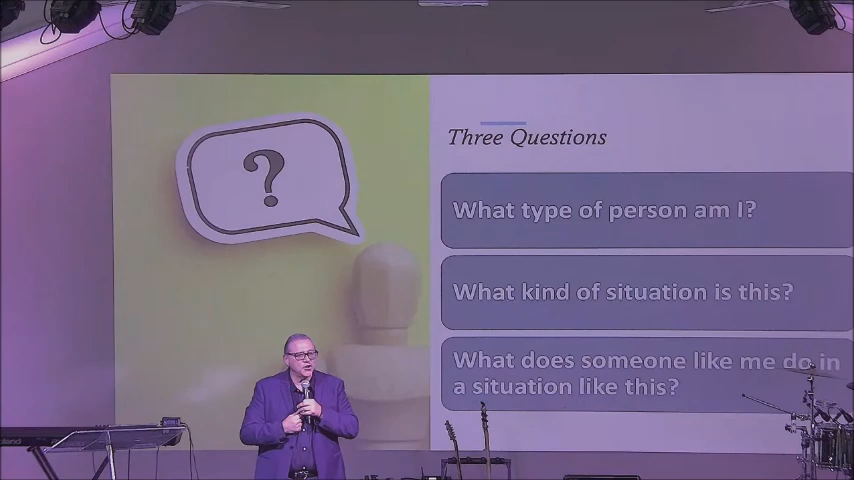 ?
Three Questions
What type of person am I?
What kind of situation is this?
What does someone like me do in
a situation like this?
Roland